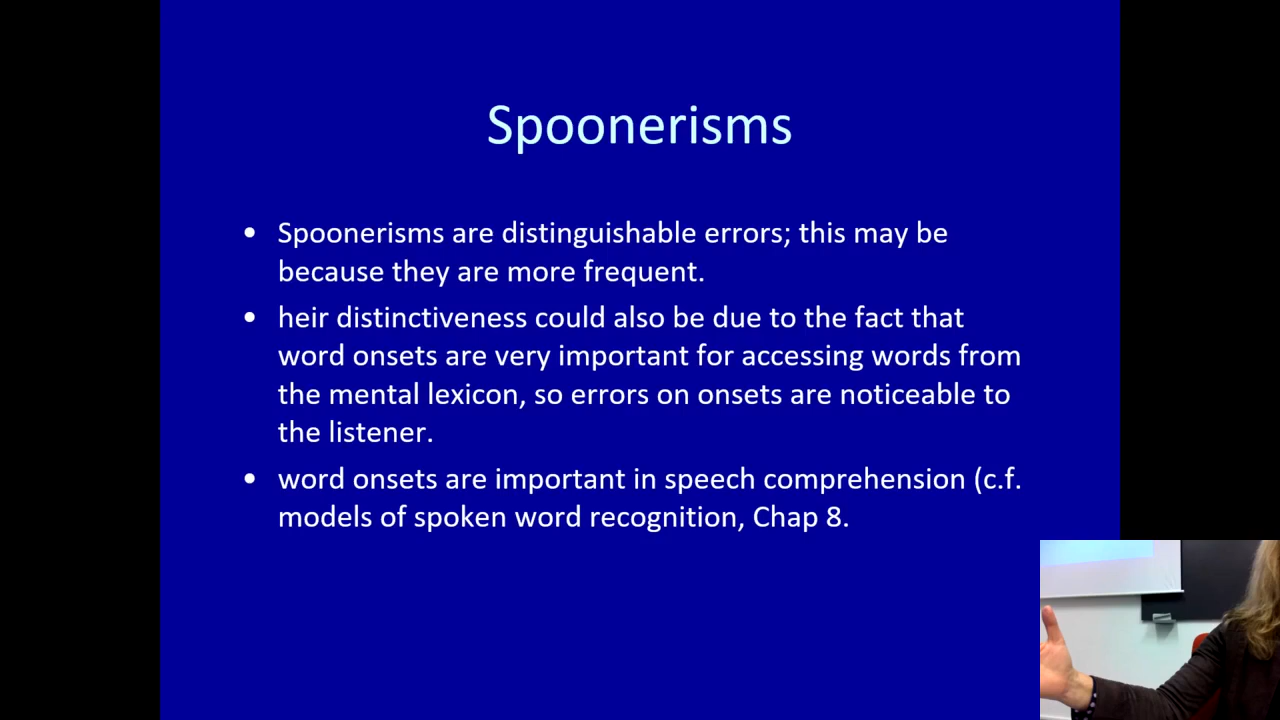 Spoonerisms
• Spoonerisms are distinguishable errors; this may be
because they are more frequent.
• heir distinctiveness could also be due to the fact that
word onsets are very important for accessing words from
the mental lexicon, so errors on onsets are noticeable to
the listener.
• word onsets are important in speech comprehension (c.f.
models of spoken word recognition, Chap 8.